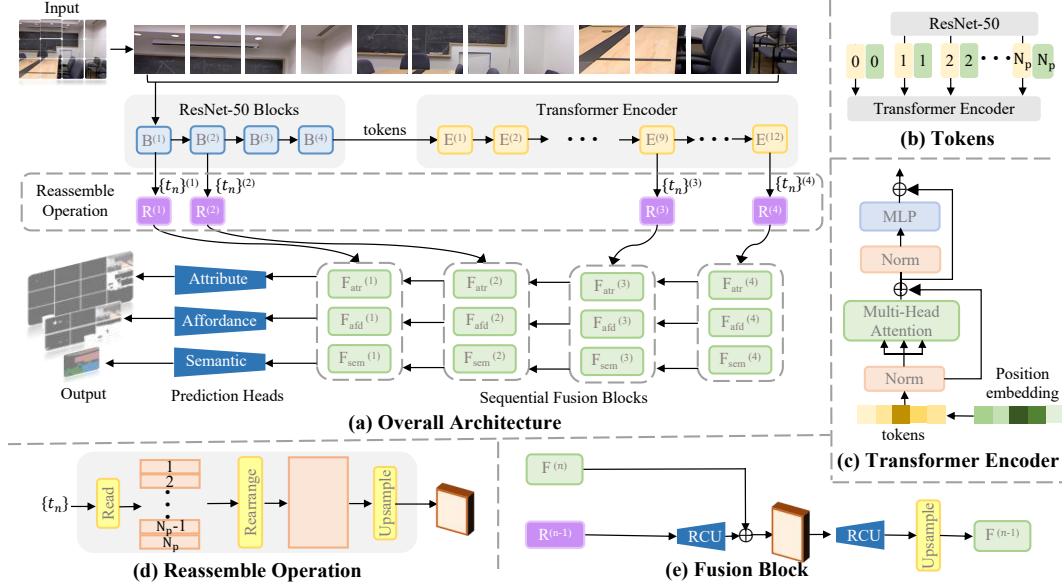 Input
ResNet-50 Blocks
Transformer Encoder
B(1) B(2) B(3) B(4) tokens E(1) E(2) • • • E(9) • • • • E(12)
{tn}(1) {tn}(2) {tn}(3) {tn}(4)
Reassemble
Operation
R(1) R(2) R(3) R(4)
Attribute Fatr(1) Fatr(2) Fatr(3) Fatr(4)
Affordance Fafd(1) Fafd(2) Fafd(3) Fafd(4)
Semantic Fsem(1) Fsem(2) Fsem(3) Fsem(4)
Output Prediction Heads Sequential Fusion Blocks
(a) Overall Architecture
ResNet-50
0 0 1 1 2 2 • • • Np Np
Transformer Encoder
(b) Tokens
MLP
Norm
Multi-Head
Attention
Norm
Position
embedding
tokens
(c) Transformer Encoder
{tn} Read
1
2
Np-1
Np
Rearrange
Upsample
(d) Reassemble Operation
F(n)
R(n-1) RCU RCU Upsample F(n-1)
(e) Fusion Block